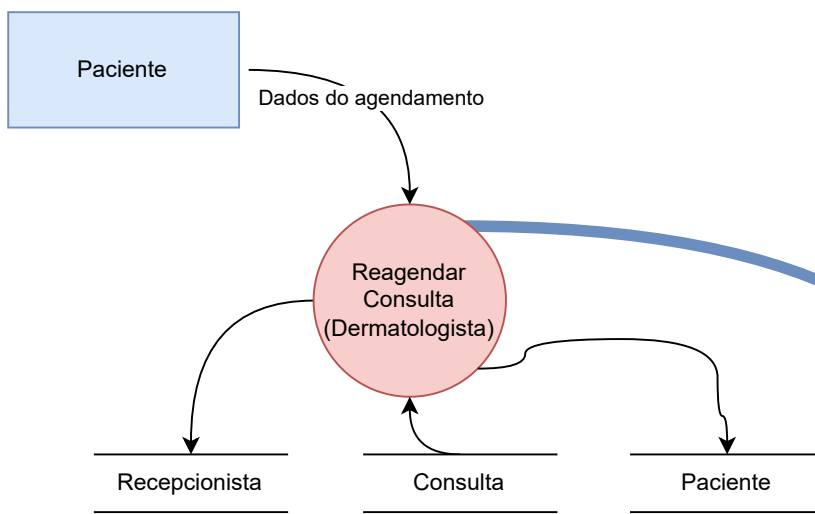 Paciente
Dados do agendamento
Reagendar
Consulta
(Dermatologista)
Recepcionista
Consulta
Paciente